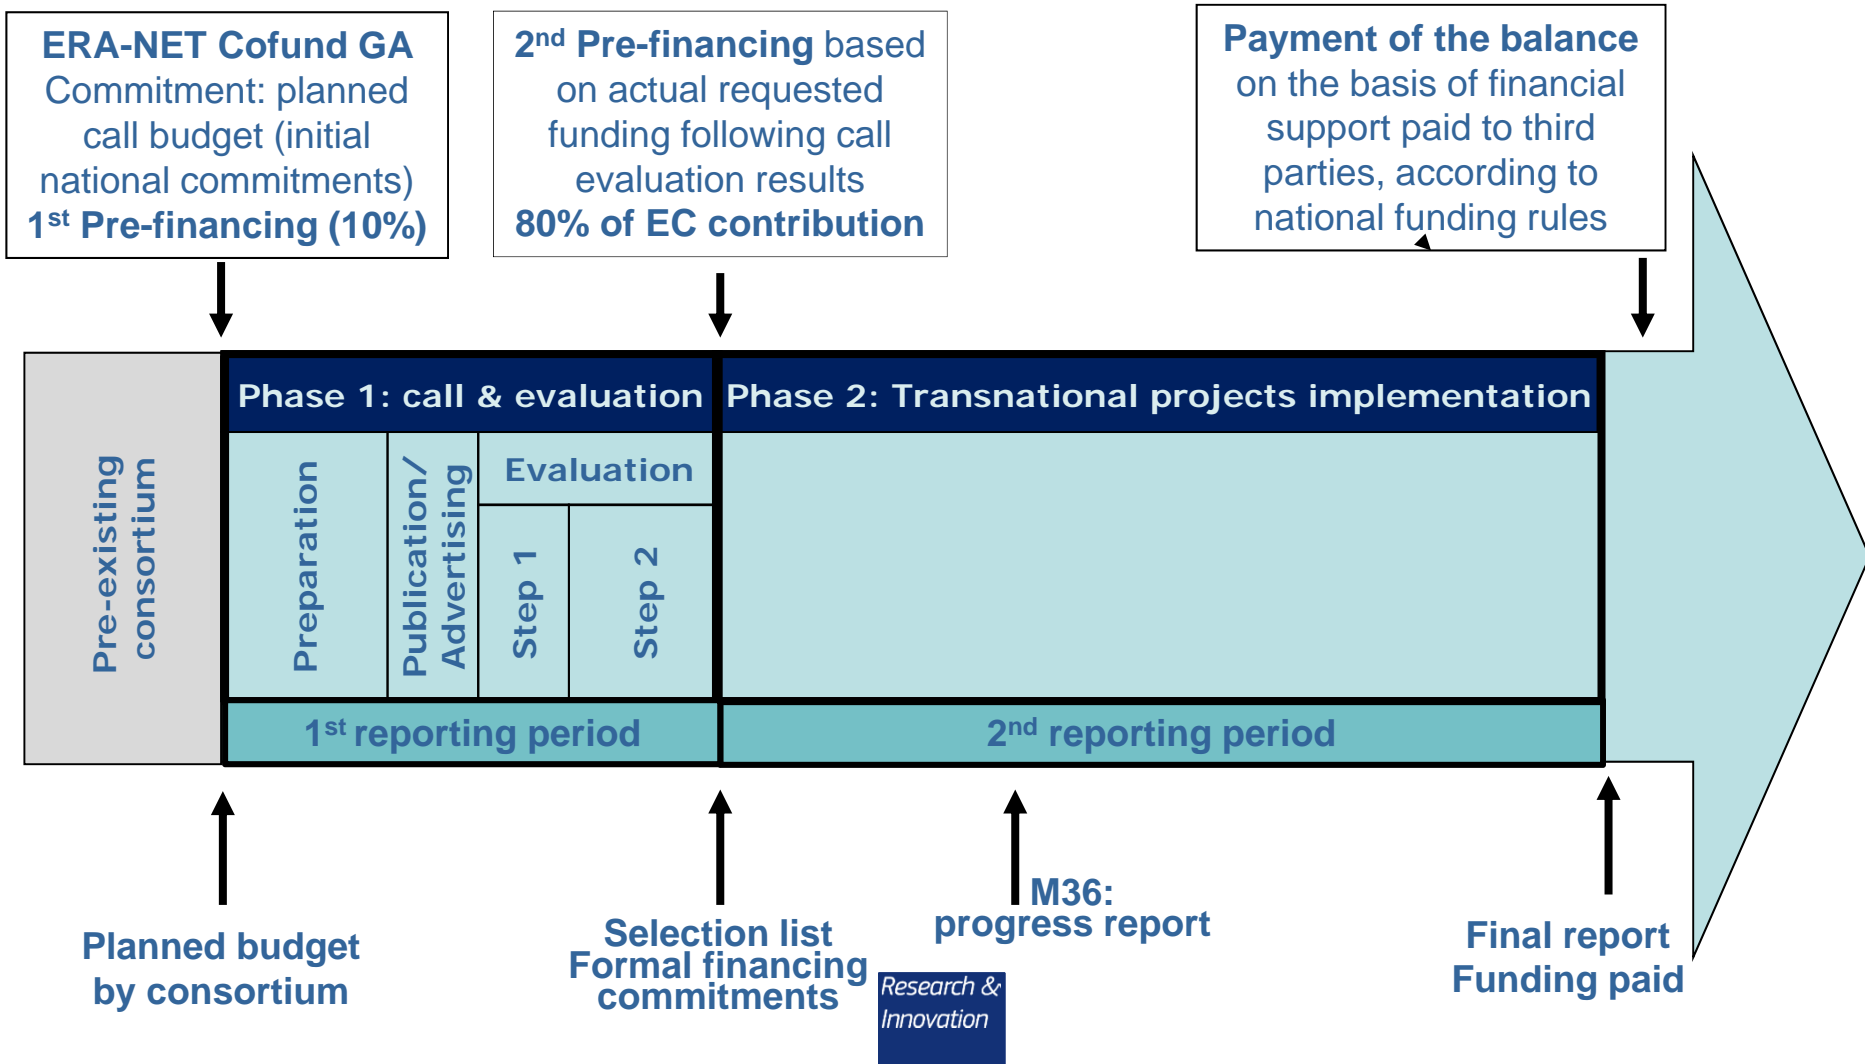 ERA-NET Cofund GA
Commitment: planned
call budget (initial
national commitments)
1st Pre-financing (10%)
2nd Pre-financing based
on actual requested
funding following call
evaluation results
80% of EC contribution
Payment of the balance
on the basis of financial
support paid to third
parties, according to
national funding rules
Pre-existing
consortium
Phase 1: call & evaluation
Phase 2: Transnational projects implementation
Preparation
Publication/
Advertising
Evaluation
Step 1
Step 2
1st reporting period
2nd reporting period
Planned budget
by consortium
Selection list
Formal financing
commitments
M36:
progress report
Final report
Funding paid
Research &
Innovation